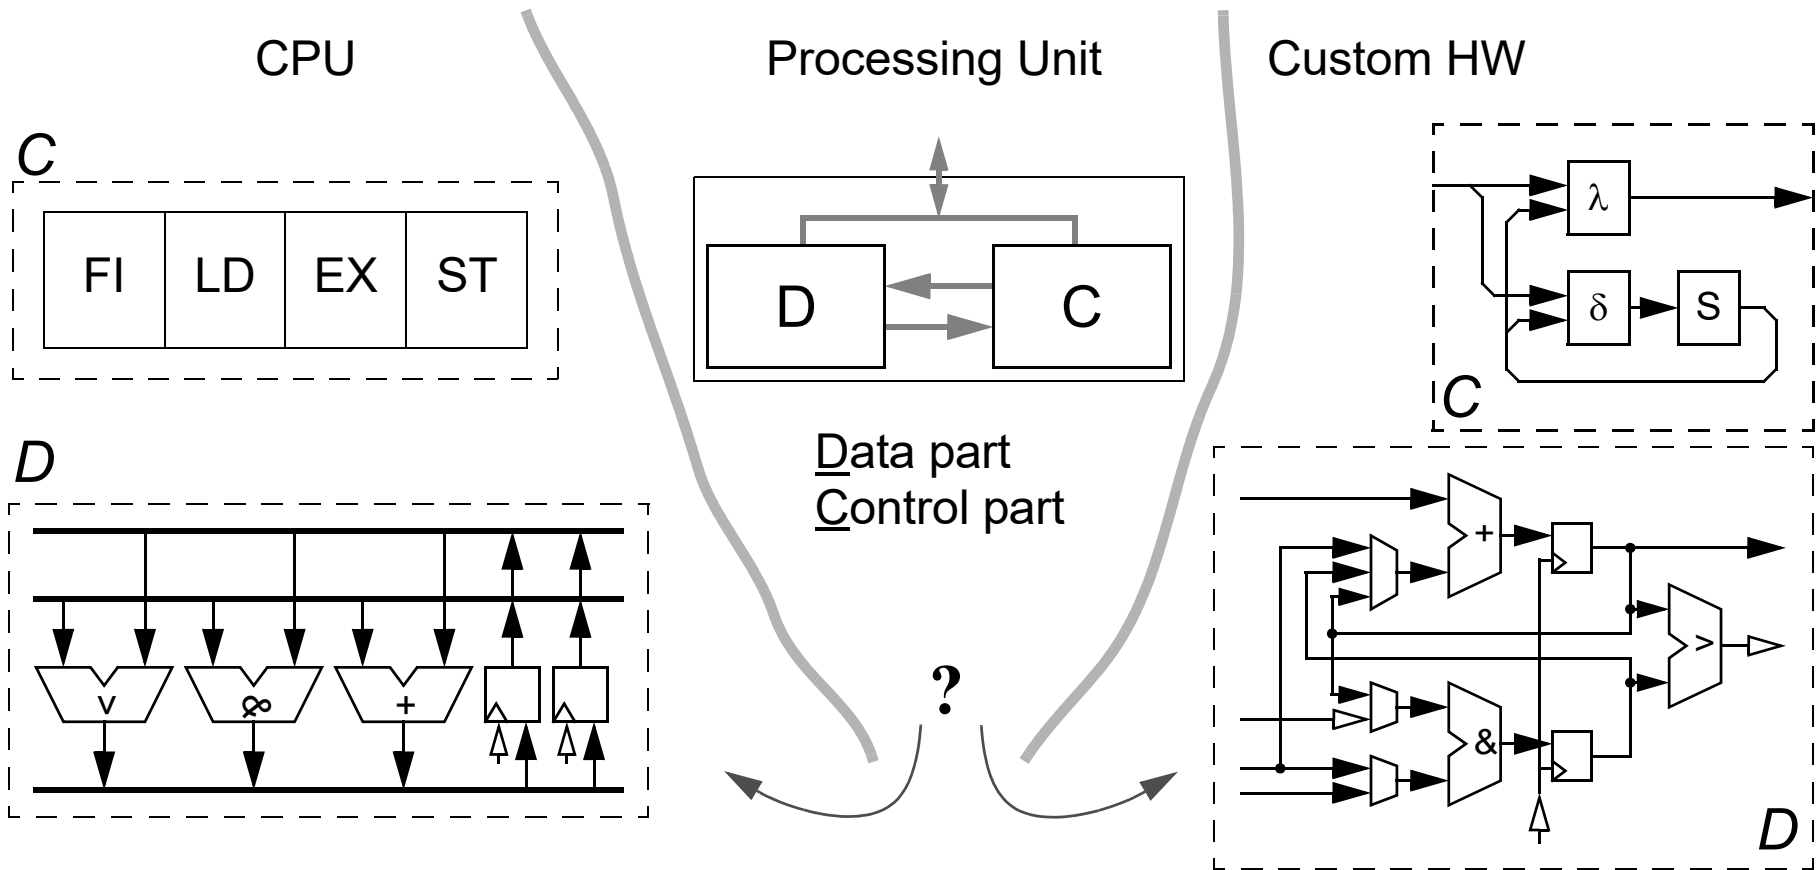 CPU
Processing Unit
Custom HW
C
FI LD EX ST
D C
λ
δ S
C
Data part
Control part
D
> & +
?
+
>
&
D